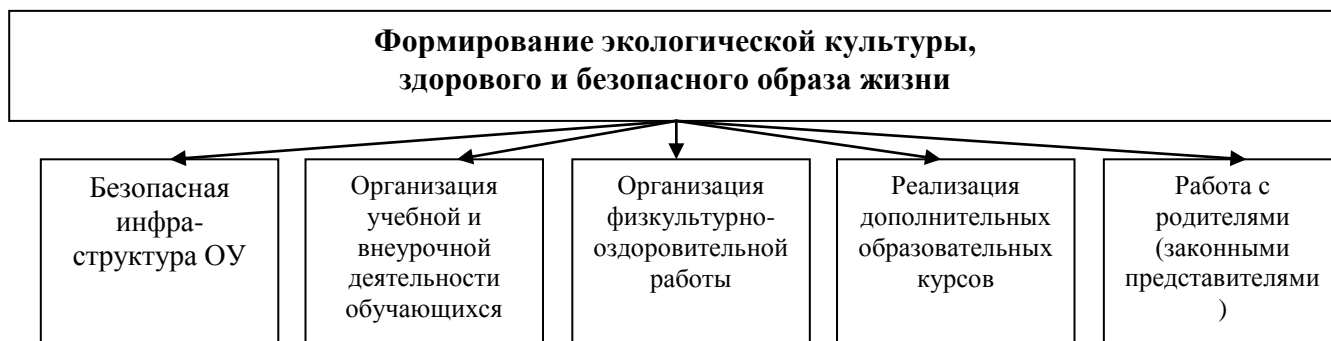 Формирование экологической культуры,
здорового и безопасного образа жизни
Безопасная
инфра-
структура ОУ
Организация
учебной и
внеурочной
деятельности
обучающихся
Организация
физкультурно-
оздоровительной
работы
Реализация
дополнительных
образовательных
курсов
Работа с
родителями
(законными
представителями
)